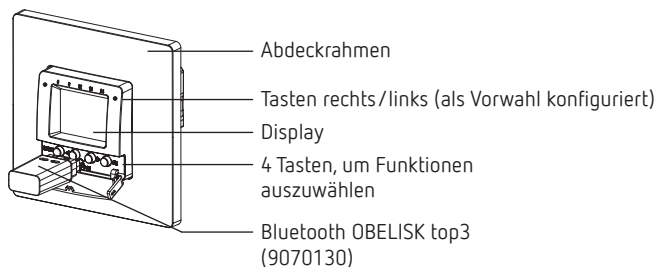 Abdeckrahmen
Tasten rechts/links (als Vorwahl konfiguriert)
Display
4 Tasten, um Funktionen
auszuwählen
Bluetooth OBELISK top3
(9070130)